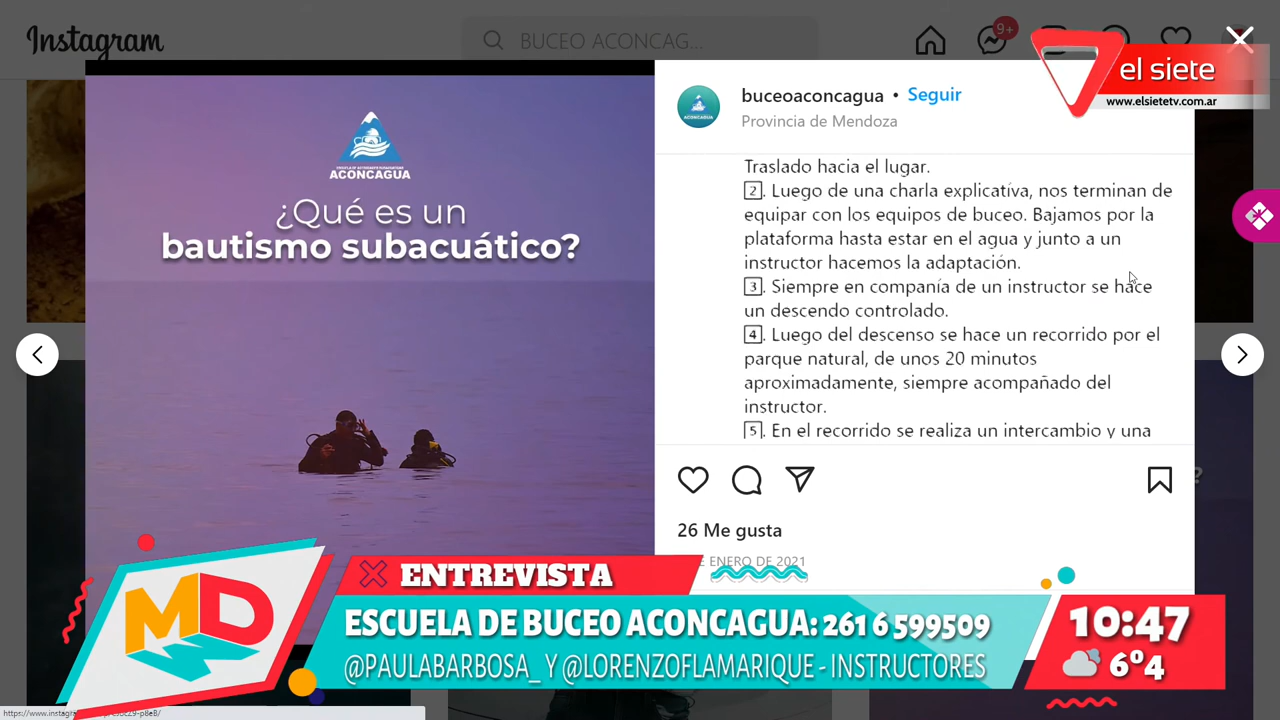 Instagram
BUCEO ACONCAG...
9+
el siete
www.elsietetv.com.ar
ACONCAGUA
¿Qué es un
bautismo subacuático?
buceoaconcagua • Seguir
Provincia de Mendoza
Traslado hacia el lugar.
2. Luego de una charla explicatíva, nos terminan de
equipar con los equipos de buceo. Bajamos por la
plataforma hasta estar en el agua y junto a un
instructor hacemos la adaptación.
3. Siempre en companía de un instructor se hace
un descendo controlado.
4. Luego del descenso se hace un recorrido por el
parque natural, de unos 20 minutos
aproximadamente, siempre acompañado del
instructor.
5. En el recorrido se realiza un intercambio y una
26 Me gusta
ENERO DE 2021
MD
ENTREVISTA
ESCUELA DE BUCEO ACONCAGUA: 261 6 599509
@PAULABARBOSA_ Y @LORENZOFLAMARIQUE - INSTRUCTORES
10:47
6º4